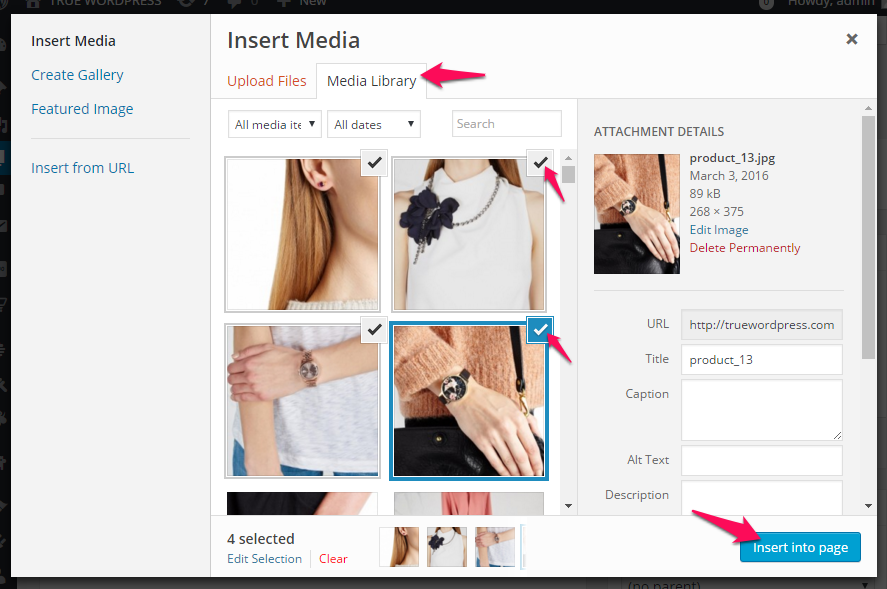 TRUE WORDPRESS 7 0 New Howdy, admin
Insert Media
Create Gallery
Featured Image
Insert from URL
Insert Media
Upload Files Media Library
All media ite All dates Search
4 selected
Edit Selection Clear
ATTACHMENT DETAILS
product_13.jpg
March 3, 2016
89 kB
268 × 375
Edit Image
Delete Permanently
URL http://truewordpress.com
Title product_13
Caption
Alt Text
Description
Insert into page
(no parent)